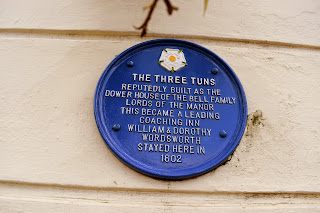 THE THREE TUNS
REPUTEDLY BUILT AS THE
DOWER HOUSE OF THE BELL FAMILY
LORDS OF THE MANOR
THIS BECAME A LEADING
COACHING INN
WILLIAM & DOROTHY
WORDSWORTH
STAYED HERE IN
1802